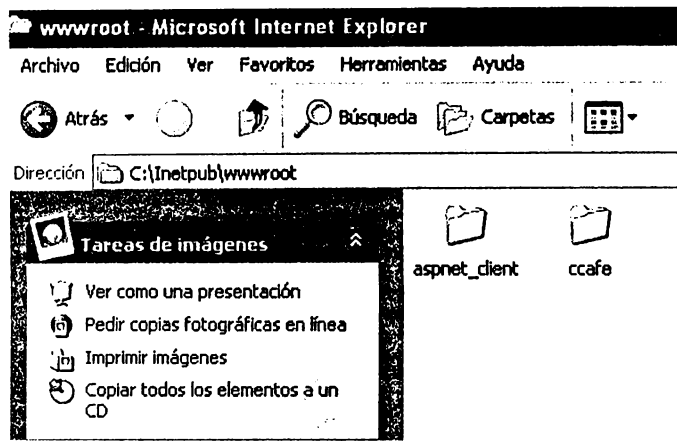 wwwroot - Microsoft Internet Explorer
Archivo Edición Ver Favoritos Herramientas Ayuda
Atrás Búsqueda Carpetas
Dirección C:\Inetpub\wwwroot
Tareas de imágenes
aspnet_client ccafe
Ver como una presentación
Pedir copias fotográficas en línea
Imprimir imágenes
Copiar todos los elementos a un
CD